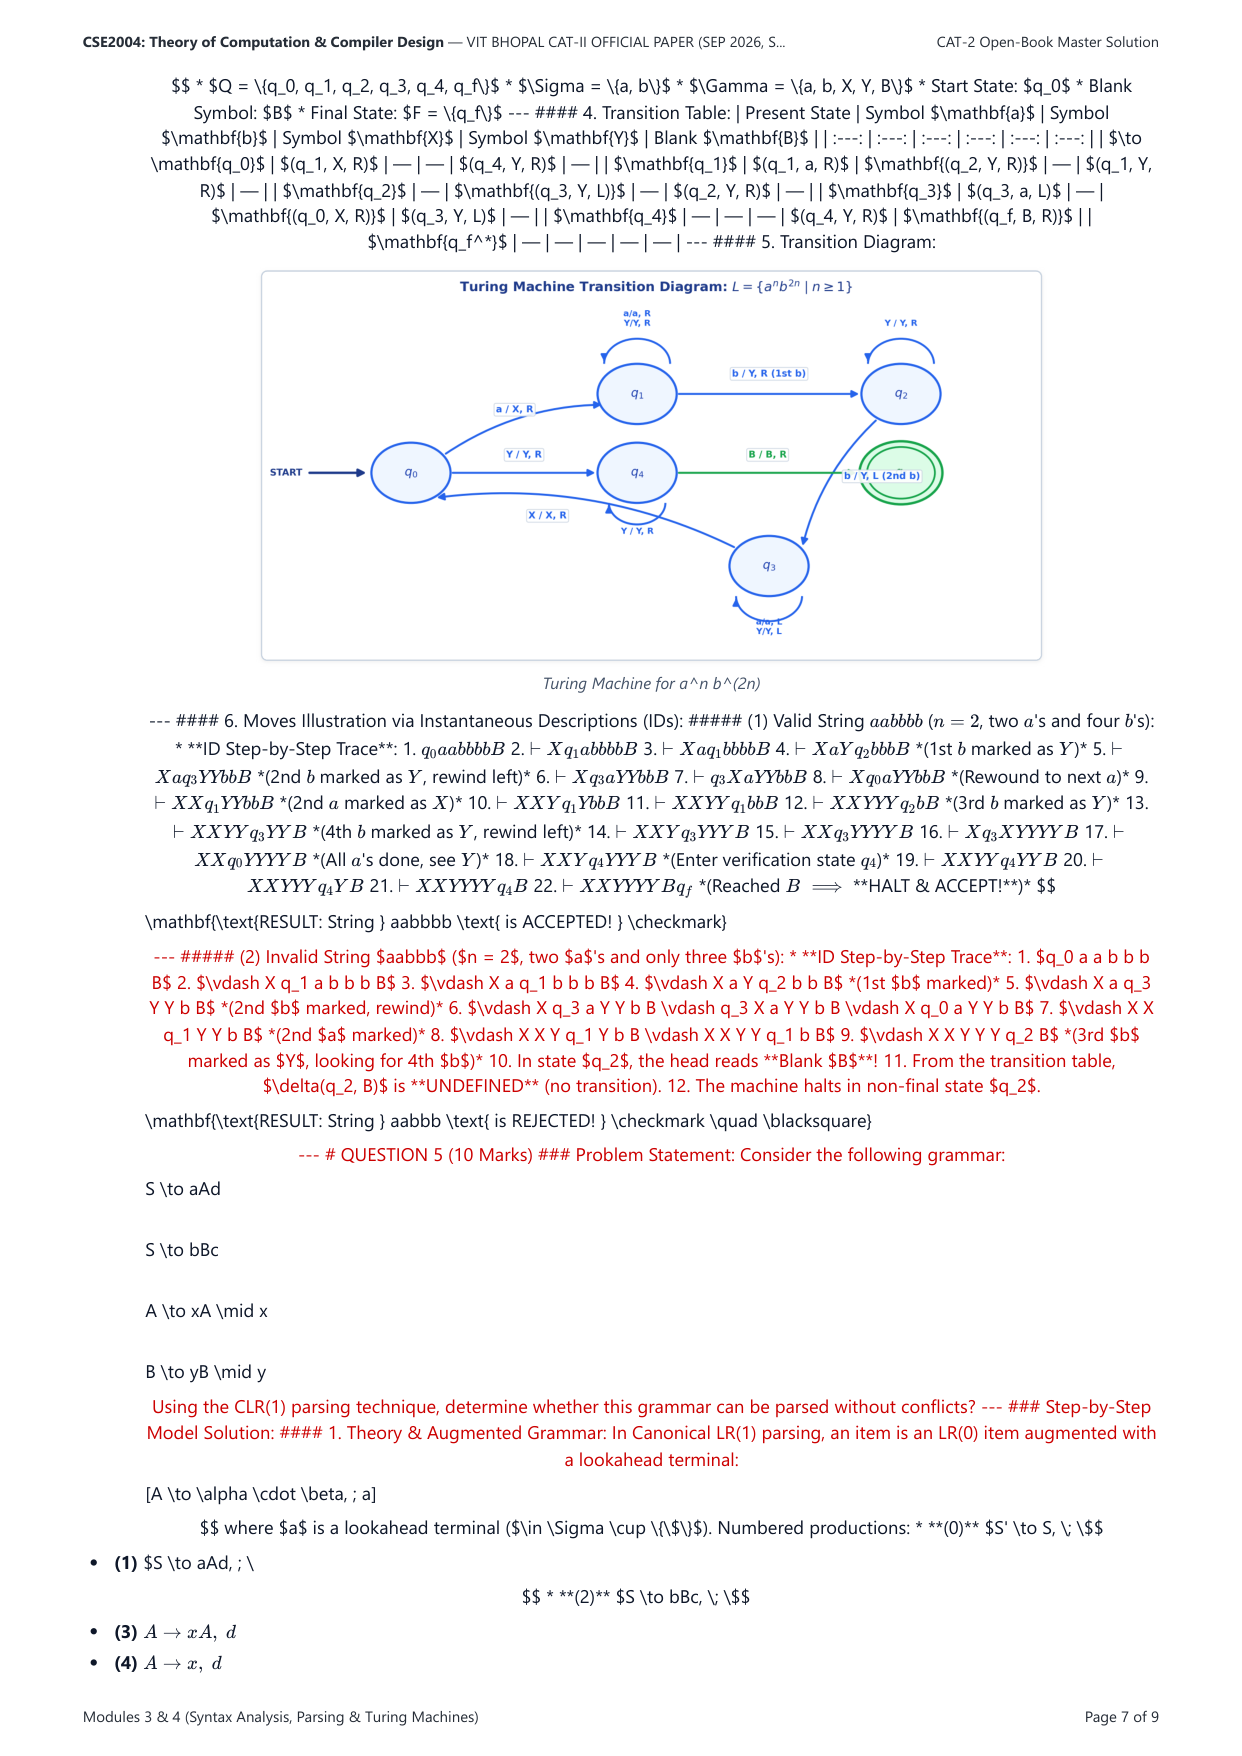 CSE2004: Theory of Computation & Compiler Design — VIT BHOPAL CAT-II OFFICIAL PAPER (SEP 2026, S... CAT-2 Open-Book Master Solution
$$ * $Q = \{q_0, q_1, q_2, q_3, q_4, q_f\}$ * $\Sigma = \{a, b\}$ * $\Gamma = \{a, b, X, Y, B\}$ * Start State: $q_0$ * Blank
Symbol: $B$ * Final State: $F = \{q_f\}$ --- #### 4. Transition Table: | Present State | Symbol $\mathbf{a}$ | Symbol
$\mathbf{b}$ | Symbol $\mathbf{X}$ | Symbol $\mathbf{Y}$ | Blank $\mathbf{B}$ | | :---: | :---: | :---: | :---: | :---: | :---: | | $\to
\mathbf{q_0}$ | $(q_1, X, R)$ | — | — | $(q_4, Y, R)$ | — | | $\mathbf{q_1}$ | $(q_1, a, R)$ | $\mathbf{(q_2, Y, R)}$ | — | $(q_1, Y,
R)$ | — | | $\mathbf{q_2}$ | — | $\mathbf{(q_3, Y, L)}$ | — | $(q_2, Y, R)$ | — | | $\mathbf{q_3}$ | $(q_3, a, L)$ | — |
$\mathbf{(q_0, X, R)}$ | $(q_3, Y, L)$ | — | | $\mathbf{q_4}$ | — | — | — | $(q_4, Y, R)$ | $\mathbf{(q_f, B, R)}$ | |
$\mathbf{q_f^*}$ | — | — | — | — | — | --- #### 5. Transition Diagram:
Turing Machine Transition Diagram: L = {aⁿb²ⁿ | n ≥ 1}
a/a, R
Y/Y, R
Y / Y, R
b / Y, R (1st b)
q₁
q₂
a / X, R
START
q₀
Y / Y, R
q₄
B / B, R
b / Y, L (2nd b)
X / X, R
Y / Y, R
q₃
a/a, L
Y/Y, L
Turing Machine for a^n b^(2n)
--- #### 6. Moves Illustration via Instantaneous Descriptions (IDs): ##### (1) Valid String aabbbb (n = 2, two a's and four b's):
* **ID Step-by-Step Trace**: 1. q₀aabbbbB 2. ⊢ Xq₁abbbbB 3. ⊢ Xaq₁bbbbB 4. ⊢ XaYq₂bbbB *(1st b marked as Y)* 5. ⊢
Xaq₃YYbbB *(2nd b marked as Y, rewind left)* 6. ⊢ Xq₃aYYbbB 7. ⊢ q₃XaYYbbB 8. ⊢ Xq₀aYYbbB *(Rewound to next a)* 9.
⊢ XXq₁YYbbB *(2nd a marked as X)* 10. ⊢ XXYq₁YbbB 11. ⊢ XXYYq₁bbB 12. ⊢ XXYYYq₂bB *(3rd b marked as Y)* 13.
⊢ XXYYq₃YYB *(4th b marked as Y, rewind left)* 14. ⊢ XXYq₃YYYB 15. ⊢ XXq₃YYYYB 16. ⊢ Xq₃XYYYYB 17. ⊢
XXq₀YYYYB *(All a's done, see Y)* 18. ⊢ XXYq₄YYYB *(Enter verification state q₄)* 19. ⊢ XXYYq₄YYB 20. ⊢
XXYYYq₄YB 21. ⊢ XXYYYYq₄B 22. ⊢ XXYYYYBq_f *(Reached B ⟹ **HALT & ACCEPT!**)* $$
\mathbf{\text{RESULT: String } aabbbb \text{ is ACCEPTED! } \checkmark}
--- ##### (2) Invalid String $aabbb$ ($n = 2$, two $a$'s and only three $b$'s): * **ID Step-by-Step Trace**: 1. $q_0 a a b b b
B$ 2. $\vdash X q_1 a b b b B$ 3. $\vdash X a q_1 b b b B$ 4. $\vdash X a Y q_2 b b B$ *(1st $b$ marked)* 5. $\vdash X a q_3
Y Y b B$ *(2nd $b$ marked, rewind)* 6. $\vdash X q_3 a Y Y b B \vdash q_3 X a Y Y b B \vdash X q_0 a Y Y b B$ 7. $\vdash X X
q_1 Y Y b B$ *(2nd $a$ marked)* 8. $\vdash X X Y q_1 Y b B \vdash X X Y Y q_1 b B$ 9. $\vdash X X Y Y Y q_2 B$ *(3rd $b$
marked as $Y$, looking for 4th $b$)* 10. In state $q_2$, the head reads **Blank $B$**! 11. From the transition table,
$\delta(q_2, B)$ is **UNDEFINED** (no transition). 12. The machine halts in non-final state $q_2$.
\mathbf{\text{RESULT: String } aabbb \text{ is REJECTED! } \checkmark \quad \blacksquare}
--- # QUESTION 5 (10 Marks) ### Problem Statement: Consider the following grammar:
S \to aAd
S \to bBc
A \to xA \mid x
B \to yB \mid y
Using the CLR(1) parsing technique, determine whether this grammar can be parsed without conflicts? --- ### Step-by-Step
Model Solution: #### 1. Theory & Augmented Grammar: In Canonical LR(1) parsing, an item is an LR(0) item augmented with
a lookahead terminal:
[A \to \alpha \cdot \beta, ; a]
$$ where $a$ is a lookahead terminal ($\in \Sigma \cup \{\$\}$). Numbered productions: * **(0)** $S' \to S, \; \$$
• (1) $S \to aAd, ; \
$$ * **(2)** $S \to bBc, \; \$$
• (3) A → xA, d
• (4) A → x, d
Modules 3 & 4 (Syntax Analysis, Parsing & Turing Machines) Page 7 of 9